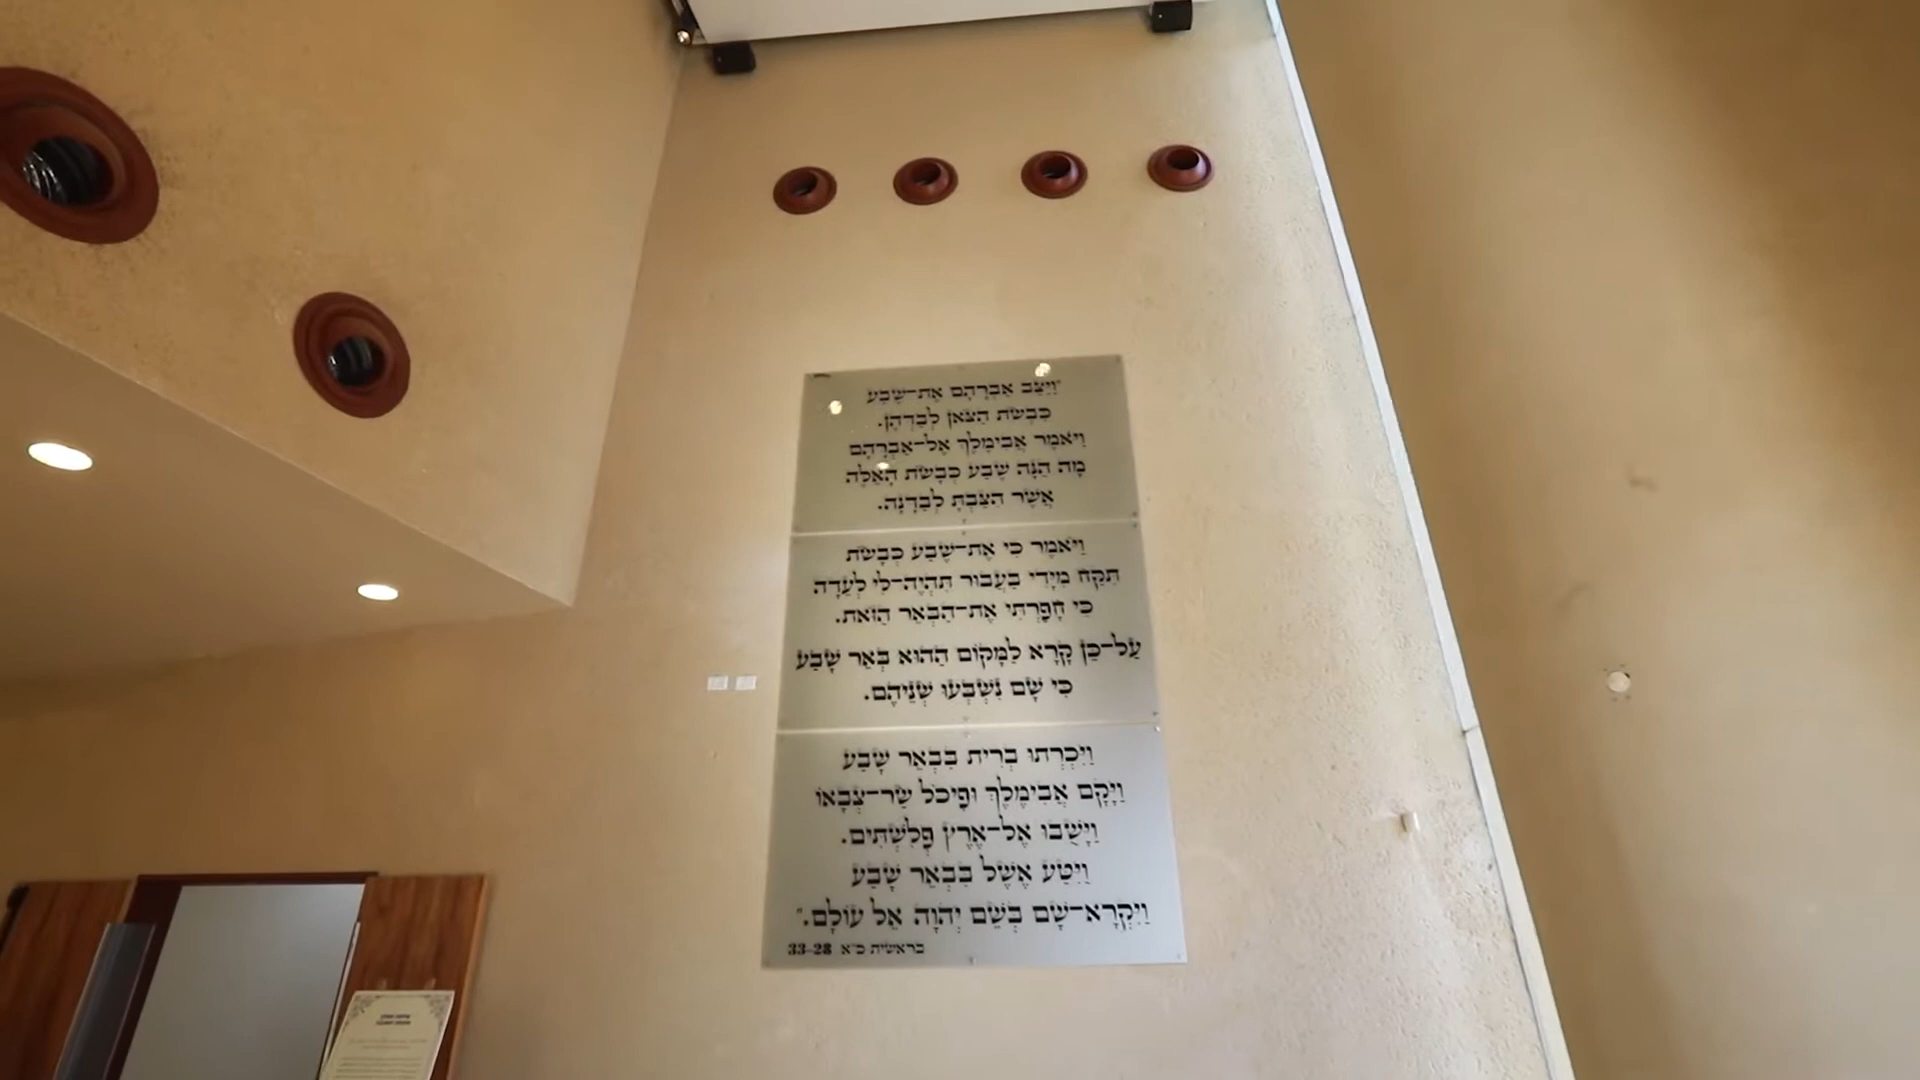 "וַיַּצֵּב אַבְרָהָם אֶת-שֶׁבַע
כִּבְשֹׂת הַצֹּאן לְבַדְּהֶן.
וַיֹּאמֶר אֲבִימֶלֶךְ אֶל-אַבְרָהָם
מָה הֵנָּה שֶׁבַע כְּבָשֹׂת הָאֵלֶּה
אֲשֶׁר הִצַּבְתָּ לְבַדָּנָה.
וַיֹּאמֶר כִּי אֶת-שֶׁבַע כְּבָשֹׂת
תִּקַּח מִיָּדִי בַּעֲבוּר תִּהְיֶה-לִּי לְעֵדָה
כִּי חָפַרְתִּי אֶת-הַבְּאֵר הַזֹּאת.
עַל-כֵּן קָרָא לַמָּקוֹם הַהוּא בְּאֵר שָׁבַע
כִּי שָׁם נִשְׁבְּעוּ שְׁנֵיהֶם.
וַיִּכְרְתוּ בְרִית בִּבְאֵר שָׁבַע
וַיָּקָם אֲבִימֶלֶךְ וּפִיכֹל שַׂר-צְבָאוֹ
וַיָּשֻׁבוּ אֶל-אֶרֶץ פְּלִשְׁתִּים.
וַיִּטַּע אֶשֶׁל בִּבְאֵר שָׁבַע
וַיִּקְרָא-שָׁם בְּשֵׁם יְהוָה אֵל עוֹלָם."
בראשית כ"א 33-28